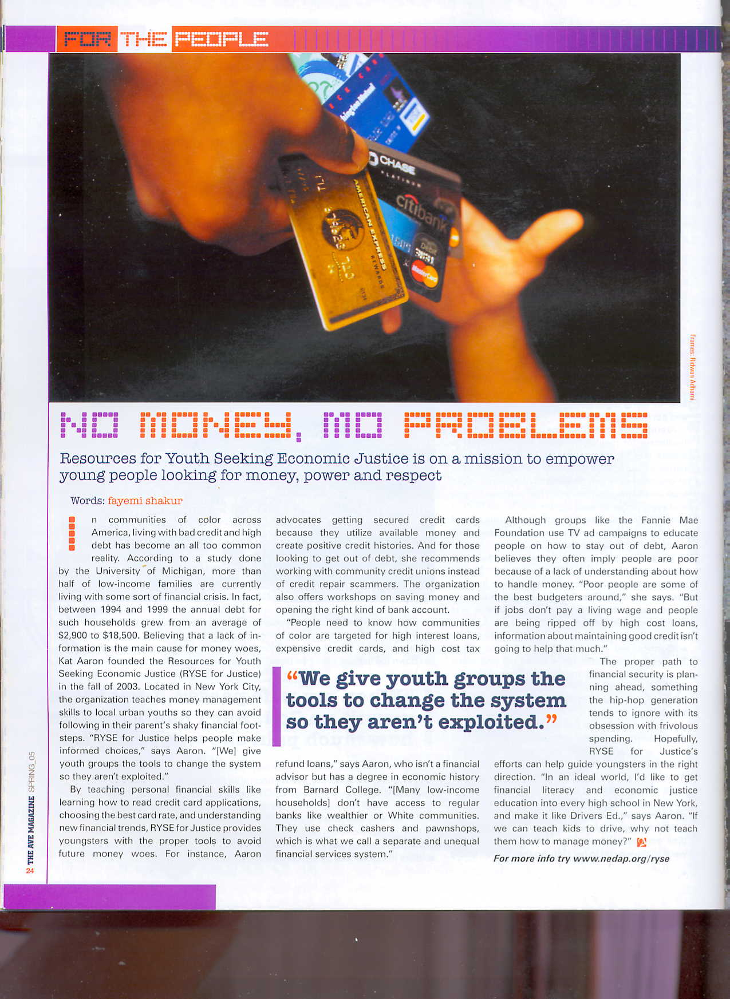 FOR THE PEOPLE
CHASE
PLATINUM
citibank
Debit
MasterCard
VISA
AMERICAN EXPRESS
REWARDS
Frames: Ridwan Adhami
NO MONEY, MO PROBLEMS
Resources for Youth Seeking Economic Justice is on a mission to empower
young people looking for money, power and respect
Words: fayemi shakur
In communities of color across
America, living with bad credit and high
debt has become an all too common
reality. According to a study done
by the University of Michigan, more than
half of low-income families are currently
living with some sort of financial crisis. In fact,
between 1994 and 1999 the annual debt for
such households grew from an average of
$2,900 to $18,500. Believing that a lack of in-
formation is the main cause for money woes,
Kat Aaron founded the Resources for Youth
Seeking Economic Justice (RYSE for Justice)
in the fall of 2003. Located in New York City,
the organization teaches money management
skills to local urban youths so they can avoid
following in their parent's shaky financial foot-
steps. “RYSE for Justice helps people make
informed choices,” says Aaron. “[We] give
youth groups the tools to change the system
so they aren't exploited.”
By teaching personal financial skills like
learning how to read credit card applications,
choosing the best card rate, and understanding
new financial trends, RYSE for Justice provides
youngsters with the proper tools to avoid
future money woes. For instance, Aaron
advocates getting secured credit cards
because they utilize available money and
create positive credit histories. And for those
looking to get out of debt, she recommends
working with community credit unions instead
of credit repair scammers. The organization
also offers workshops on saving money and
opening the right kind of bank account.
“People need to know how communities
of color are targeted for high interest loans,
expensive credit cards, and high cost tax
“We give youth groups the
tools to change the system
so they aren't exploited.”
refund loans,” says Aaron, who isn't a financial
advisor but has a degree in economic history
from Barnard College. “[Many low-income
households] don't have access to regular
banks like wealthier or White communities.
They use check cashers and pawnshops,
which is what we call a separate and unequal
financial services system.”
Although groups like the Fannie Mae
Foundation use TV ad campaigns to educate
people on how to stay out of debt, Aaron
believes they often imply people are poor
because of a lack of understanding about how
to handle money. “Poor people are some of
the best budgeters around,” she says. “But
if jobs don't pay a living wage and people
are being ripped off by high cost loans,
information about maintaining good credit isn't
going to help that much.”
The proper path to
financial security is plan-
ning ahead, something
the hip-hop generation
tends to ignore with its
obsession with frivolous
spending. Hopefully,
RYSE for Justice's
efforts can help guide youngsters in the right
direction. “In an ideal world, I'd like to get
financial literacy and economic justice
education into every high school in New York,
and make it like Drivers Ed.,” says Aaron. “If
we can teach kids to drive, why not teach
them how to manage money?”
For more info try www.nedap.org/ryse
THE AVE MAGAZINE SPRING_05
24